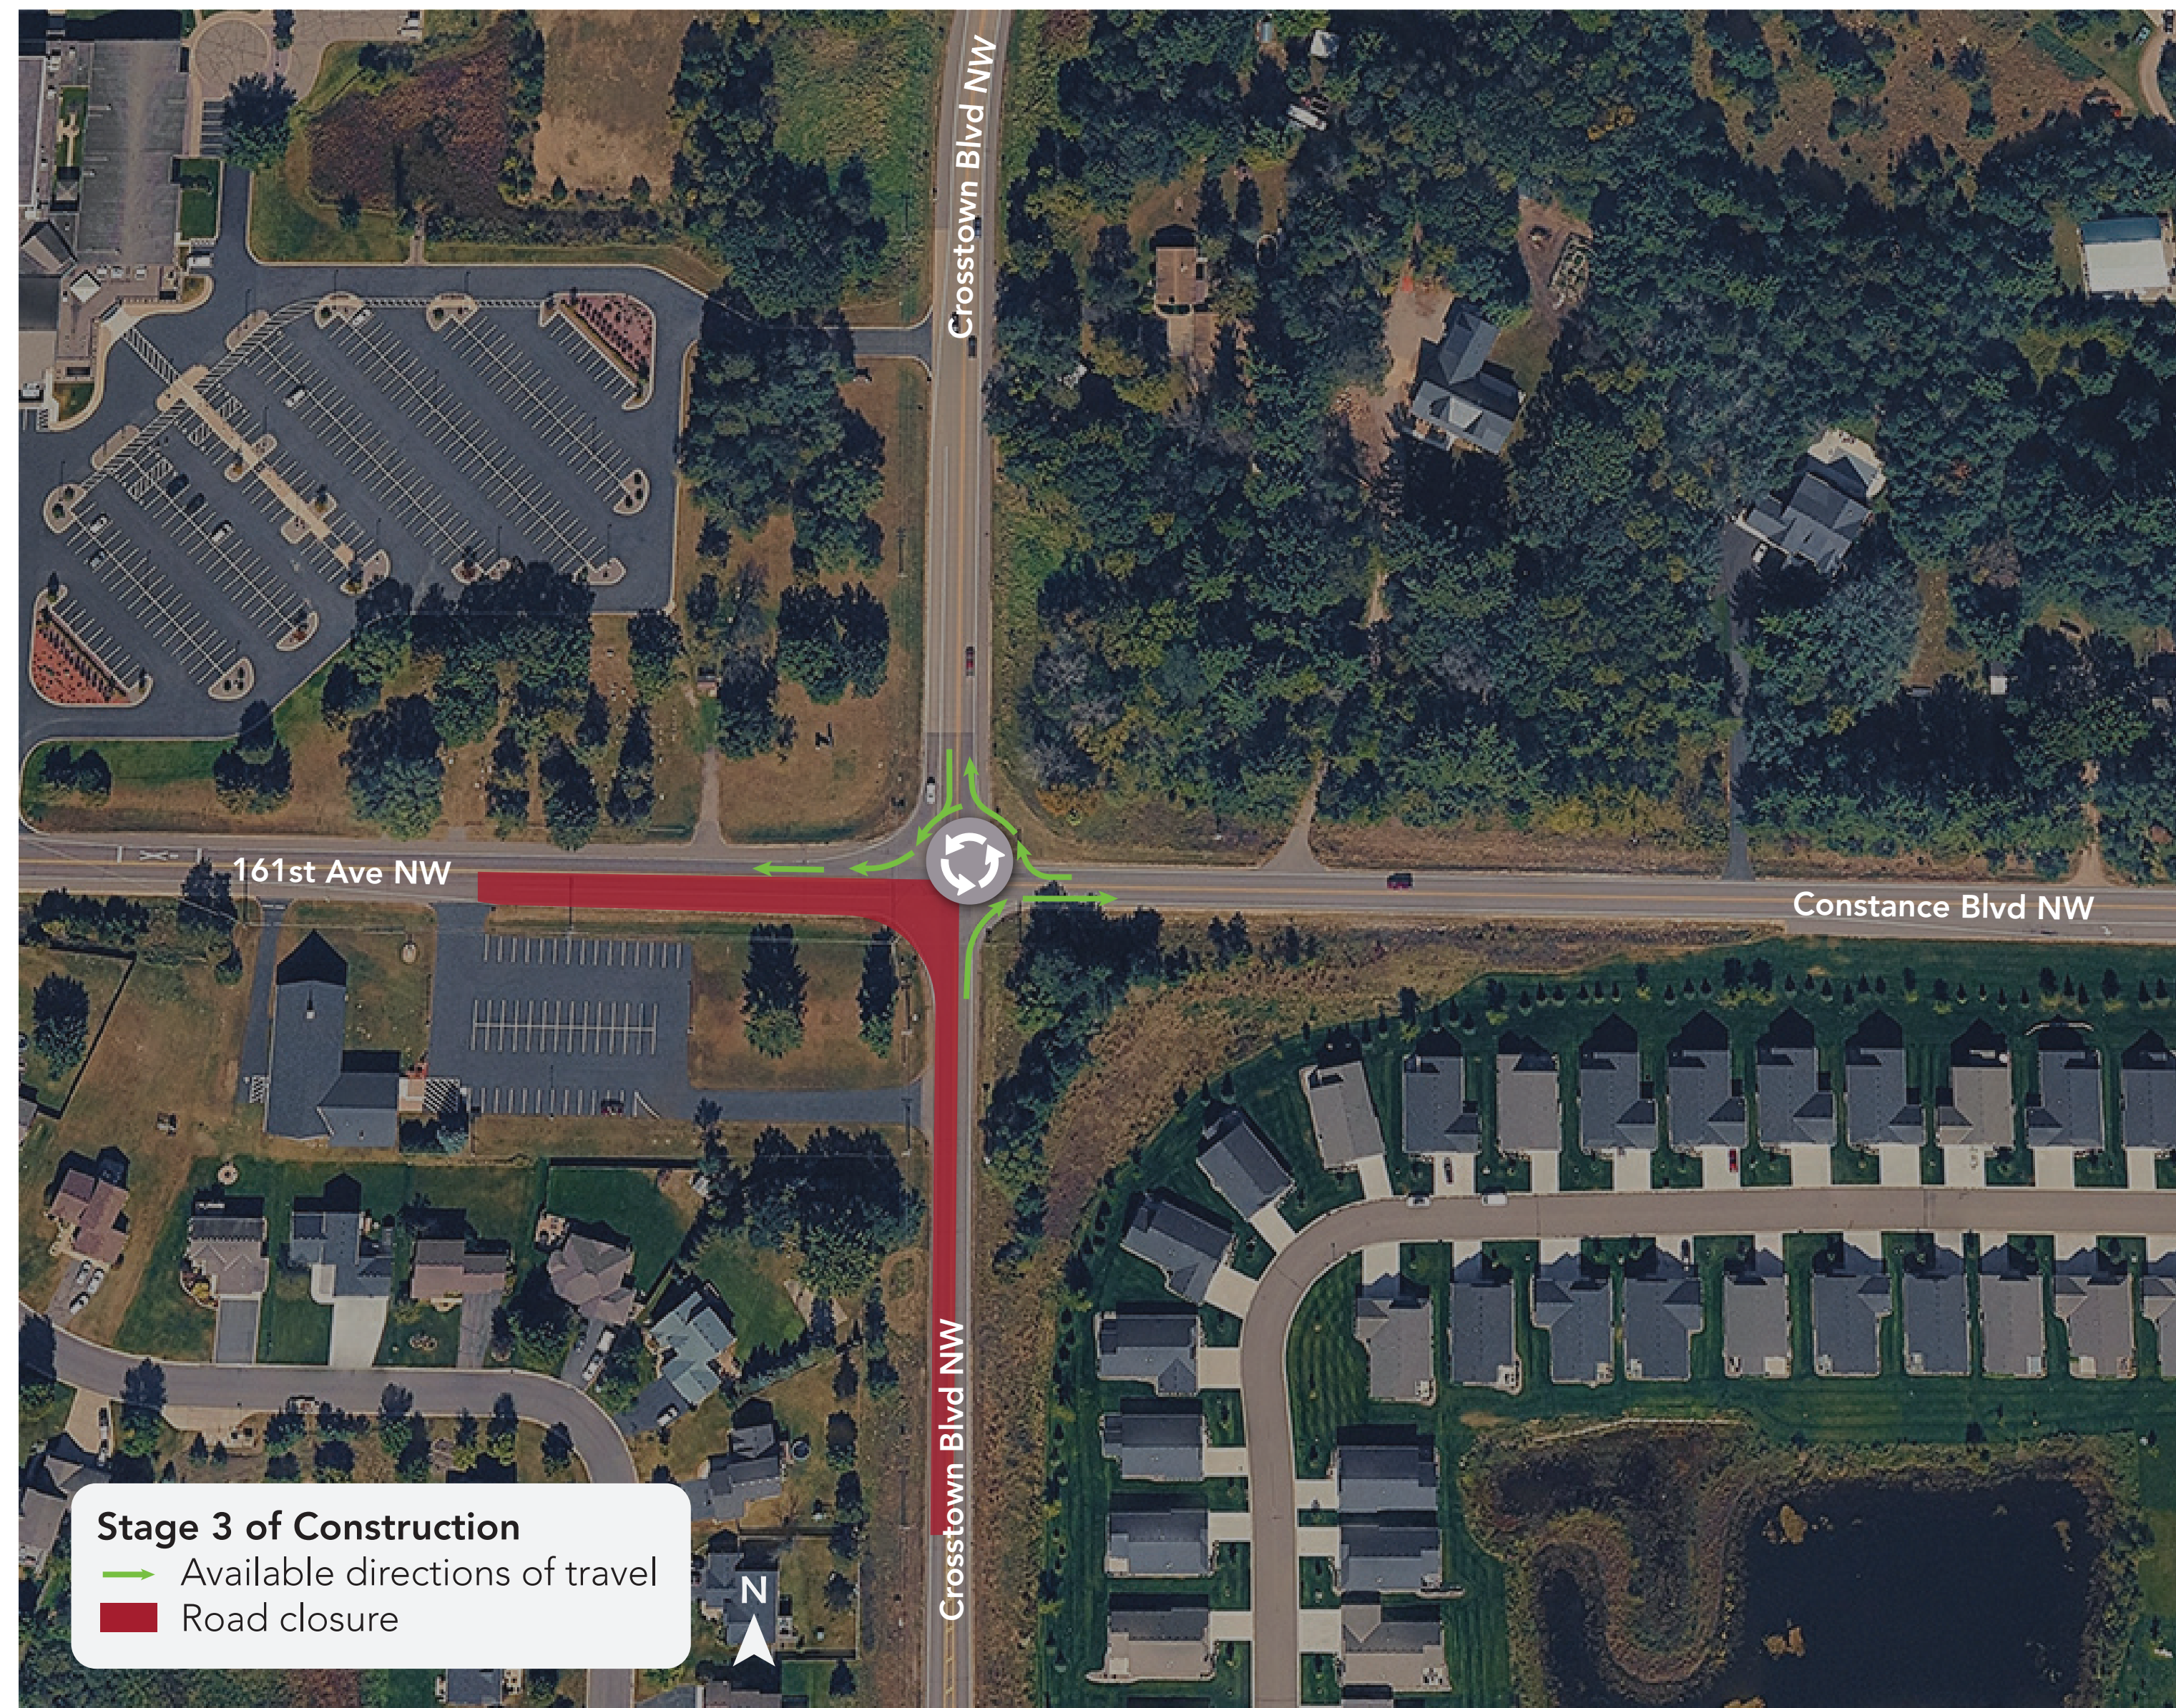 Crosstown Blvd NW
161st Ave NW
Constance Blvd NW
Crosstown Blvd NW
Stage 3 of Construction
Available directions of travel
Road closure
N